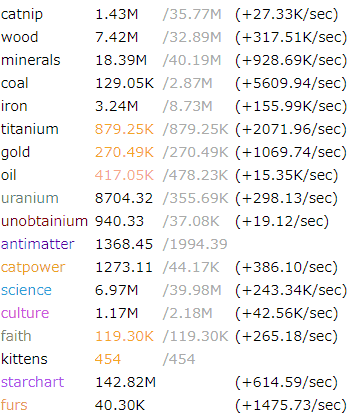 catnip 1.43M /35.77M (+27.33K/sec)
wood 7.42M /32.89M (+317.51K/sec)
minerals 18.39M /40.19M (+928.69K/sec)
coal 129.05K /2.87M (+5609.94/sec)
iron 3.24M /8.73M (+155.99K/sec)
titanium 879.25K /879.25K (+2071.96/sec)
gold 270.49K /270.49K (+1069.74/sec)
oil 417.05K /478.23K (+15.35K/sec)
uranium 8704.32 /355.69K (+298.13/sec)
unobtainium 940.33 /37.08K (+19.12/sec)
antimatter 1368.45 /1994.39
catpower 1273.11 /44.17K (+386.10/sec)
science 6.97M /39.98M (+243.34K/sec)
culture 1.17M /2.18M (+42.56K/sec)
faith 119.30K /119.30K (+265.18/sec)
kittens 454 /454
starchart 142.82M (+614.59/sec)
furs 40.30K (+1475.73/sec)